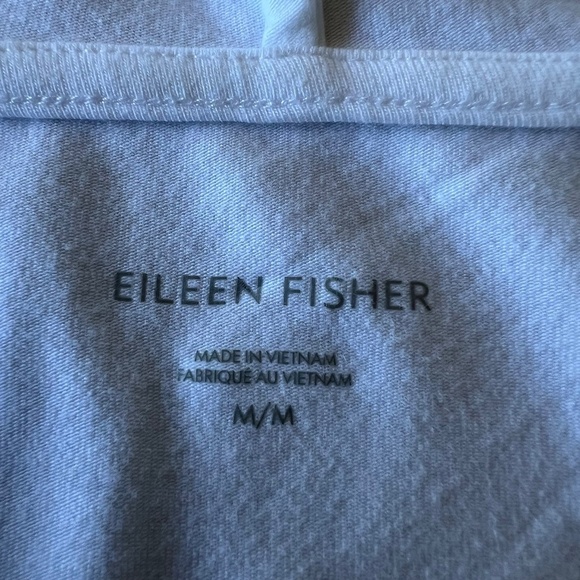 EILEEN FISHER
MADE IN VIETNAM
FABRIQUÉ AU VIETNAM
M/M